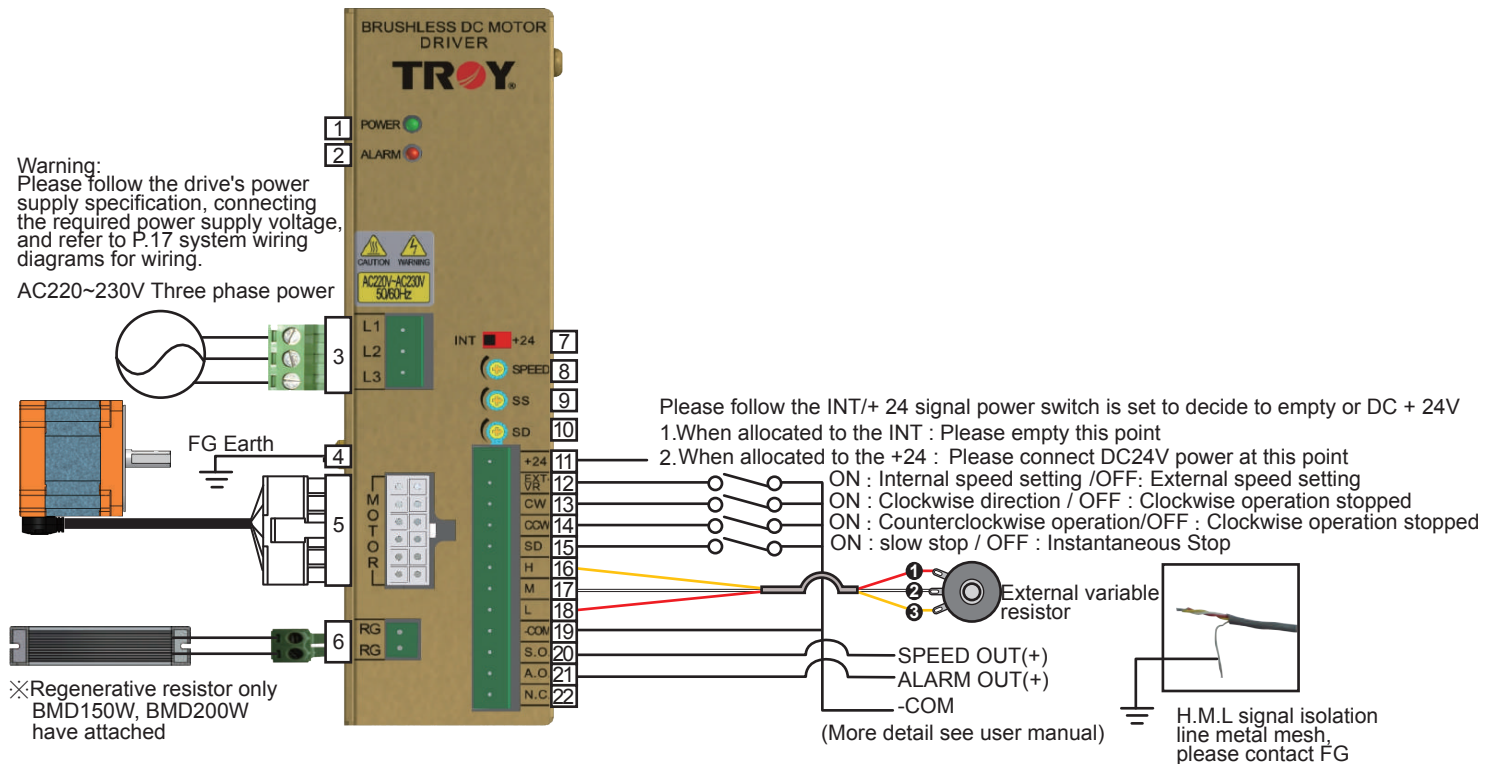 BRUSHLESS DC MOTOR
DRIVER
TROY®
1 POWER
2 ALARM
Warning:
Please follow the drive's power
supply specification, connecting
the required power supply voltage,
and refer to P.17 system wiring
diagrams for wiring.
AC220~230V Three phase power
CAUTION WARNING
AC220V~AC230V
50/60Hz
3
L1
L2
L3
INT +24 7
SPEED 8
SS 9
SD 10
FG Earth 4
5
MOTOR
6
RG
RG
※Regenerative resistor only
BMD150W, BMD200W
have attached
+24 11
EXT-VR 12
CW 13
CCW 14
SD 15
H 16
M 17
L 18
-COM 19
S.O. 20
A.O. 21
N.C. 22
Please follow the INT/+ 24 signal power switch is set to decide to empty or DC + 24V
1.When allocated to the INT : Please empty this point
2.When allocated to the +24 : Please connect DC24V power at this point
ON : Internal speed setting /OFF: External speed setting
ON : Clockwise direction / OFF : Clockwise operation stopped
ON : Counterclockwise operation/OFF : Clockwise operation stopped
ON : slow stop / OFF : Instantaneous Stop
1
2
3
External variable
resistor
SPEED OUT(+)
ALARM OUT(+)
-COM
(More detail see user manual)
H.M.L signal isolation
line metal mesh,
please contact FG